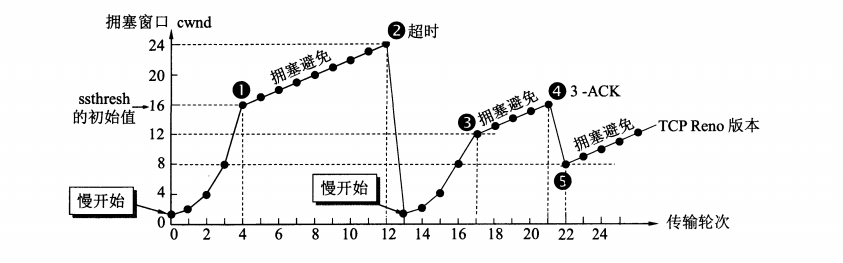 拥塞窗口 cwnd
❷ 超时
24
拥塞避免
20
❶
❹ 3 -ACK
ssthresh
的初始值
16
❸
拥塞避免
TCP Reno 版本
12
拥塞避免
8
❺
慢开始
慢开始
4
0
0 2 4 6 8 10 12 14 16 18 20 22 24
传输轮次